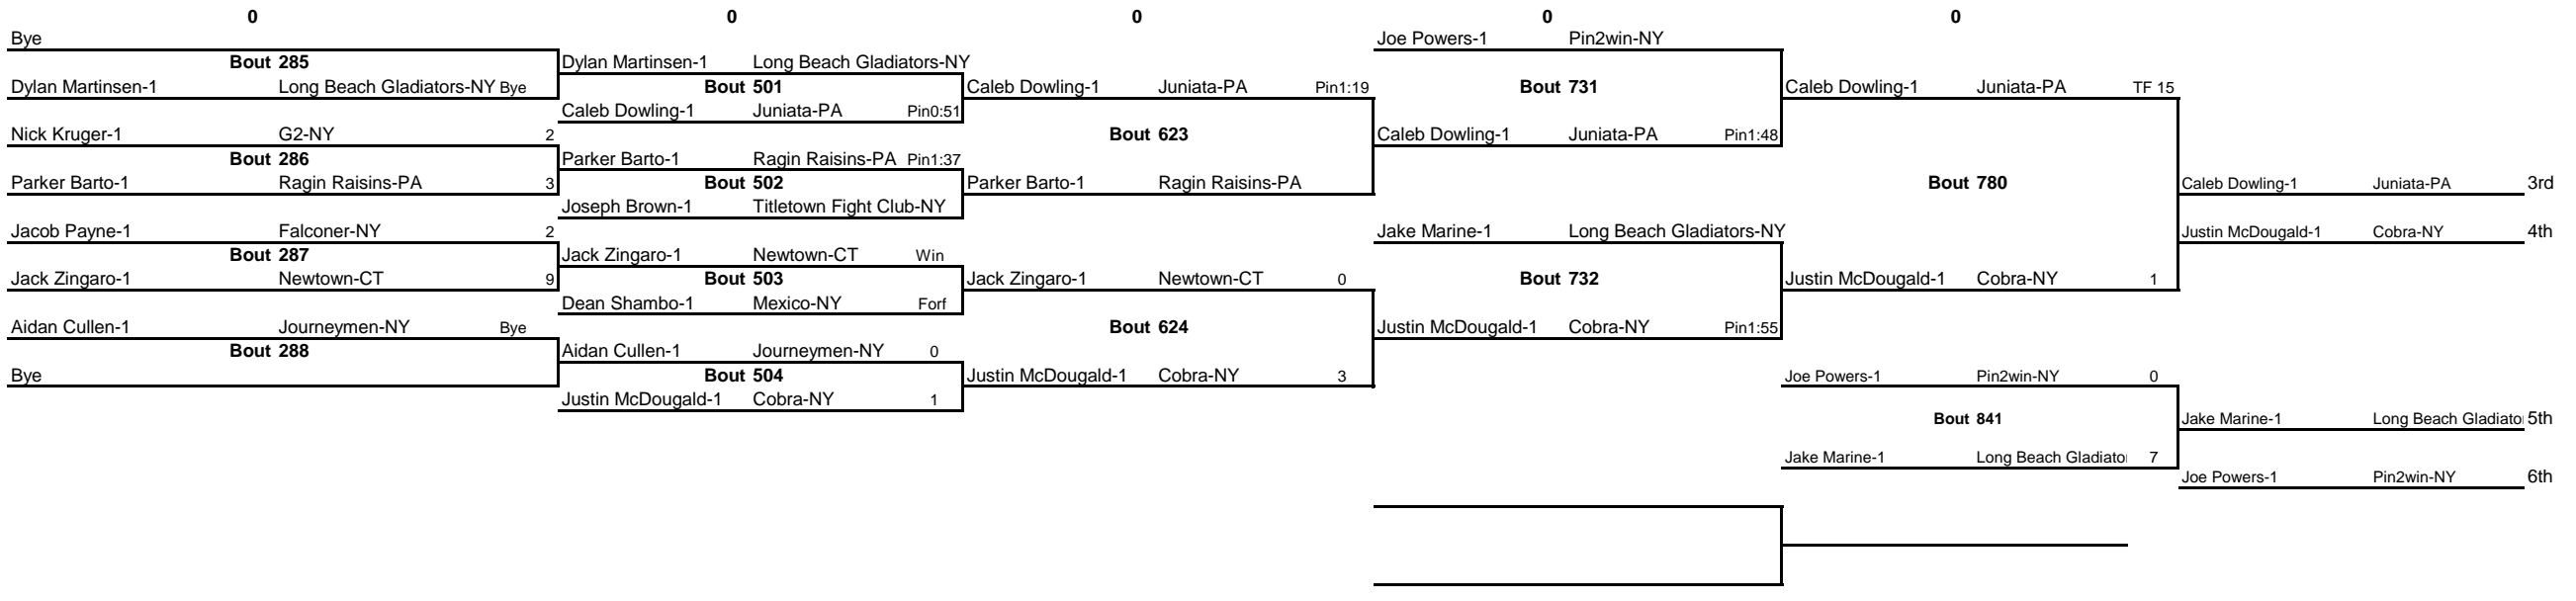 0 0 0 0 0
Bye Joe Powers-1 Pin2win-NY
Bout 285 Dylan Martinsen-1 Long Beach Gladiators-NY
Dylan Martinsen-1 Long Beach Gladiators-NY Bye Bout 501 Caleb Dowling-1 Juniata-PA Pin1:19 Bout 731 Caleb Dowling-1 Juniata-PA TF 15
Caleb Dowling-1 Juniata-PA Pin0:51
Nick Kruger-1 G2-NY 2 Bout 623 Caleb Dowling-1 Juniata-PA Pin1:48
Bout 286 Parker Barto-1 Ragin Raisins-PA Pin1:37
Parker Barto-1 Ragin Raisins-PA 3 Bout 502 Parker Barto-1 Ragin Raisins-PA Bout 780 Caleb Dowling-1 Juniata-PA 3rd
Joseph Brown-1 Titletown Fight Club-NY
Jacob Payne-1 Falconer-NY 2 Jake Marine-1 Long Beach Gladiators-NY Justin McDougald-1 Cobra-NY 4th
Bout 287 Jack Zingaro-1 Newtown-CT Win
Jack Zingaro-1 Newtown-CT 9 Bout 503 Jack Zingaro-1 Newtown-CT 0 Bout 732 Justin McDougald-1 Cobra-NY 1
Dean Shambo-1 Mexico-NY Forf
Aidan Cullen-1 Journeymen-NY Bye Bout 624 Justin McDougald-1 Cobra-NY Pin1:55
Bout 288 Aidan Cullen-1 Journeymen-NY 0
Bye Bout 504 Justin McDougald-1 Cobra-NY 3 Joe Powers-1 Pin2win-NY 0
Justin McDougald-1 Cobra-NY 1
Bout 841 Jake Marine-1 Long Beach Gladiato 5th
Jake Marine-1 Long Beach Gladiato 7
Joe Powers-1 Pin2win-NY 6th